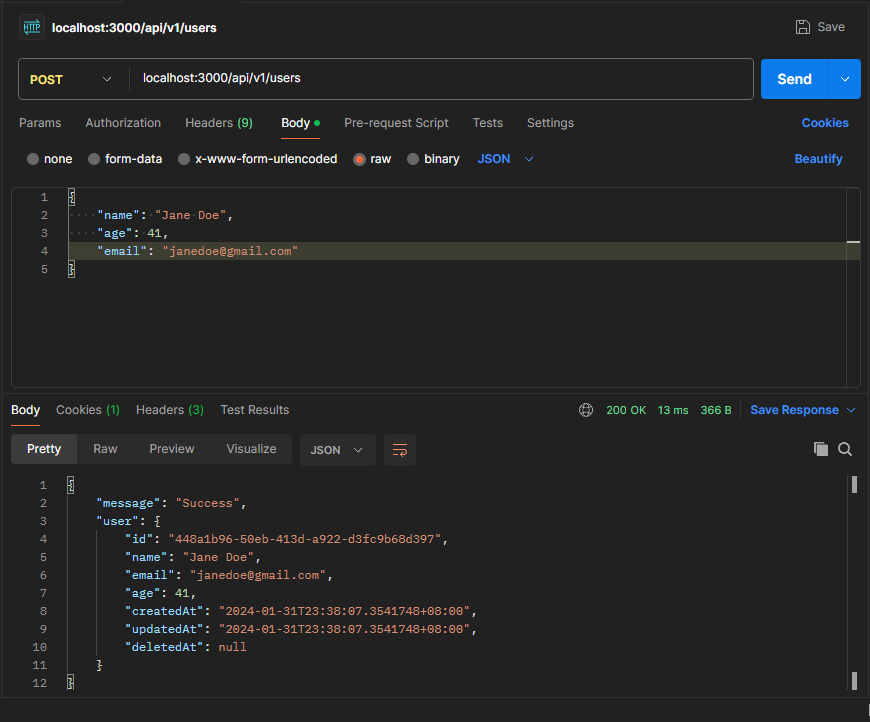 HTTP localhost:3000/api/v1/users Save
POST localhost:3000/api/v1/users Send
Params Authorization Headers (9) Body Pre-request Script Tests Settings Cookies
none form-data x-www-form-urlencoded raw binary JSON Beautify
1 {
2 "name": "Jane Doe",
3 "age": 41,
4 "email": "janedoe@gmail.com"
5 }
Body Cookies (1) Headers (3) Test Results 200 OK 13 ms 366 B Save Response
Pretty Raw Preview Visualize JSON
1 {
2 "message": "Success",
3 "user": {
4 "id": "448a1b96-50eb-413d-a922-d3fc9b68d397",
5 "name": "Jane Doe",
6 "email": "janedoe@gmail.com",
7 "age": 41,
8 "createdAt": "2024-01-31T23:38:07.3541748+08:00",
9 "updatedAt": "2024-01-31T23:38:07.3541748+08:00",
10 "deletedAt": null
11 }
12 }